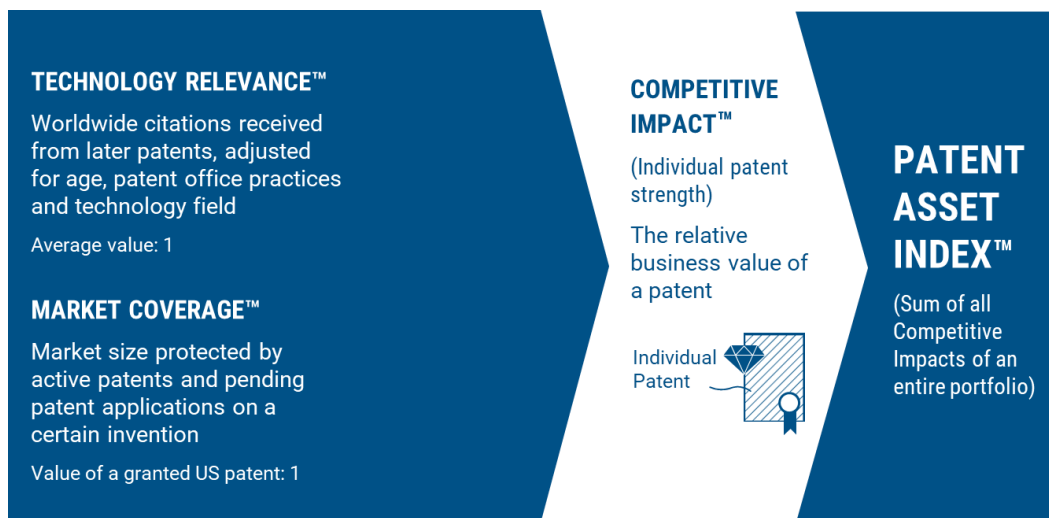 TECHNOLOGY RELEVANCE™
Worldwide citations received
from later patents, adjusted
for age, patent office practices
and technology field
Average value: 1
MARKET COVERAGE™
Market size protected by
active patents and pending
patent applications on a
certain invention
Value of a granted US patent: 1
COMPETITIVE
IMPACT™
(Individual patent
strength)
The relative
business value of
a patent
Individual
Patent
PATENT
ASSET
INDEX™
(Sum of all
Competitive
Impacts of an
entire portfolio)